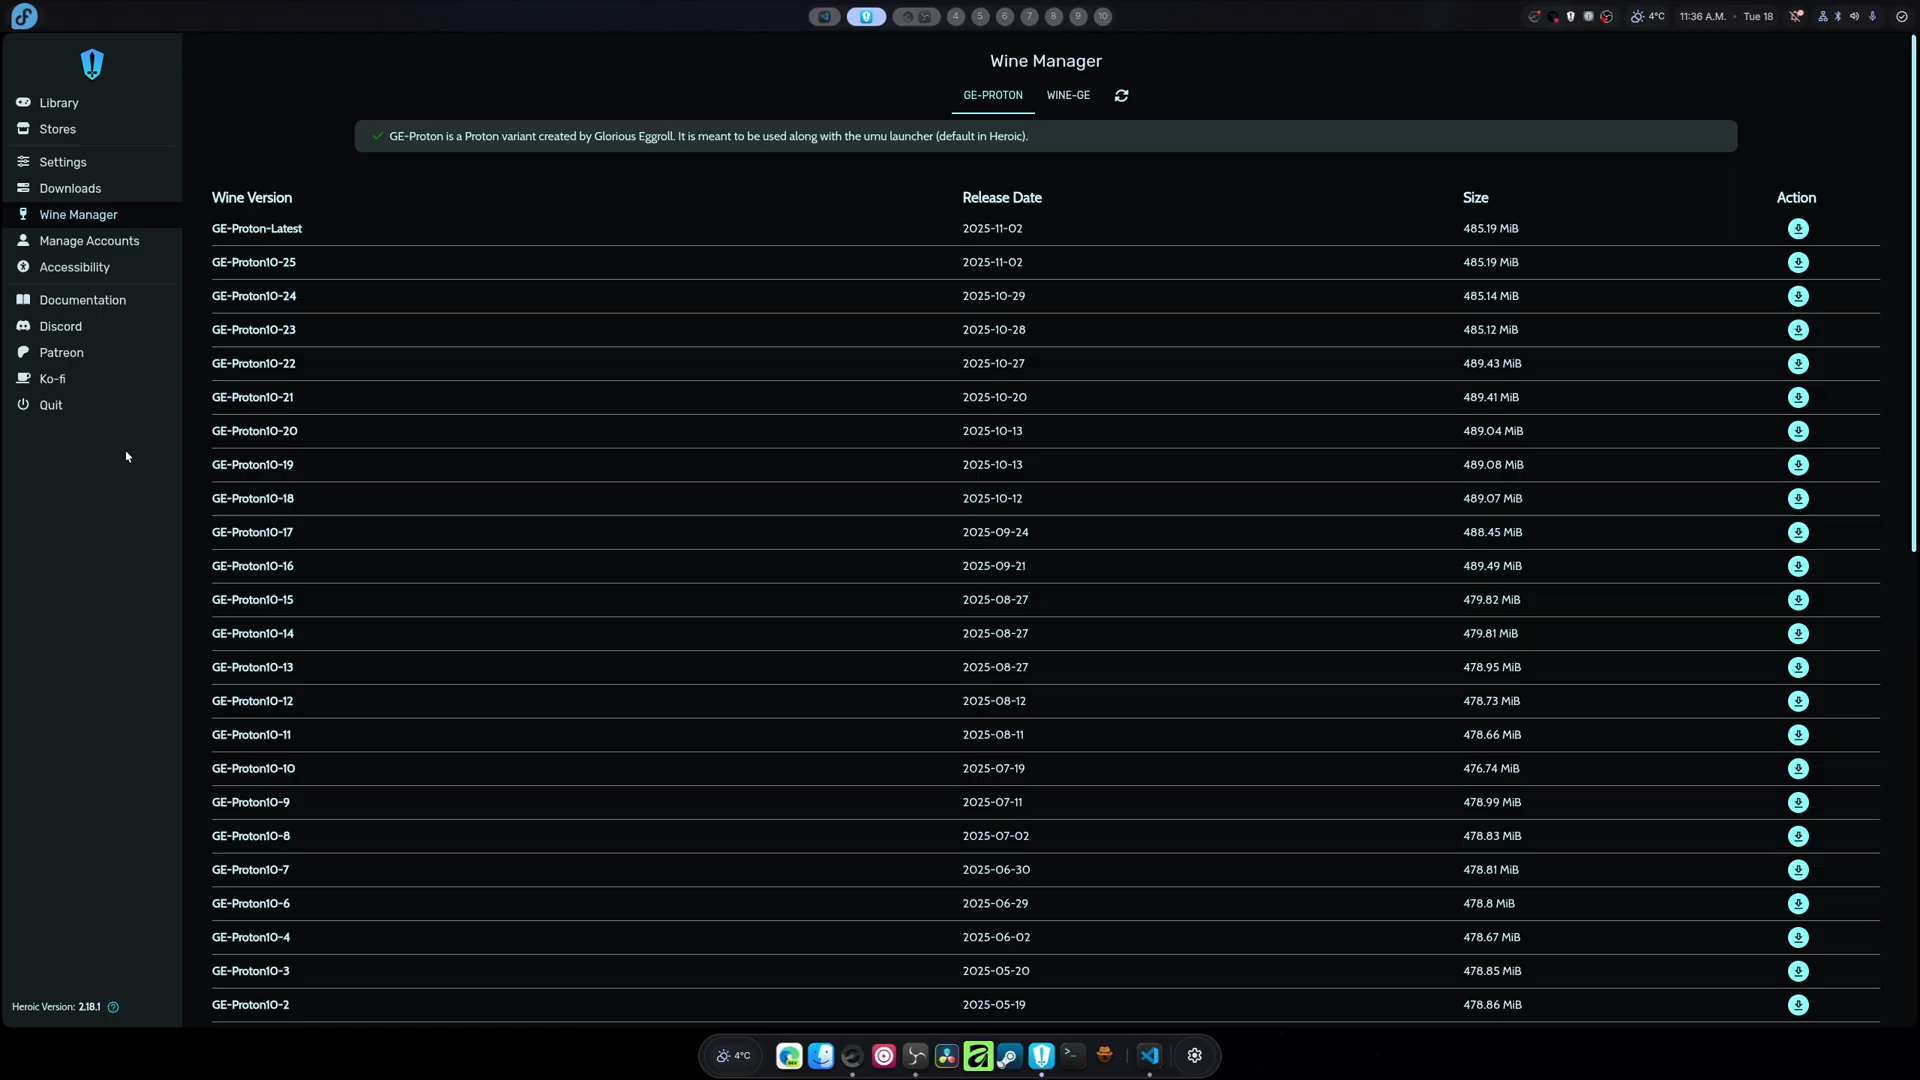 4 5 6 7 8 9 10
4°C 11:36 A.M. • Tue 18
Library
Stores
Settings
Downloads
Wine Manager
Manage Accounts
Accessibility
Documentation
Discord
Patreon
Ko-fi
Quit
Heroic Version: 2.18.1
Wine Manager
GE-PROTON WINE-GE
GE-Proton is a Proton variant created by Glorious Eggroll. It is meant to be used along with the umu launcher (default in Heroic).
Wine Version Release Date Size Action
GE-Proton-Latest 2025-11-02 485.19 MiB
GE-Proton10-25 2025-11-02 485.19 MiB
GE-Proton10-24 2025-10-29 485.14 MiB
GE-Proton10-23 2025-10-28 485.12 MiB
GE-Proton10-22 2025-10-27 489.43 MiB
GE-Proton10-21 2025-10-20 489.41 MiB
GE-Proton10-20 2025-10-13 489.04 MiB
GE-Proton10-19 2025-10-13 489.08 MiB
GE-Proton10-18 2025-10-12 489.07 MiB
GE-Proton10-17 2025-09-24 488.45 MiB
GE-Proton10-16 2025-09-21 489.49 MiB
GE-Proton10-15 2025-08-27 479.82 MiB
GE-Proton10-14 2025-08-27 479.81 MiB
GE-Proton10-13 2025-08-27 478.95 MiB
GE-Proton10-12 2025-08-12 478.73 MiB
GE-Proton10-11 2025-08-11 478.66 MiB
GE-Proton10-10 2025-07-19 476.74 MiB
GE-Proton10-9 2025-07-11 478.99 MiB
GE-Proton10-8 2025-07-02 478.83 MiB
GE-Proton10-7 2025-06-30 478.81 MiB
GE-Proton10-6 2025-06-29 478.8 MiB
GE-Proton10-4 2025-06-02 478.67 MiB
GE-Proton10-3 2025-05-20 478.85 MiB
GE-Proton10-2 2025-05-19 478.86 MiB
4°C